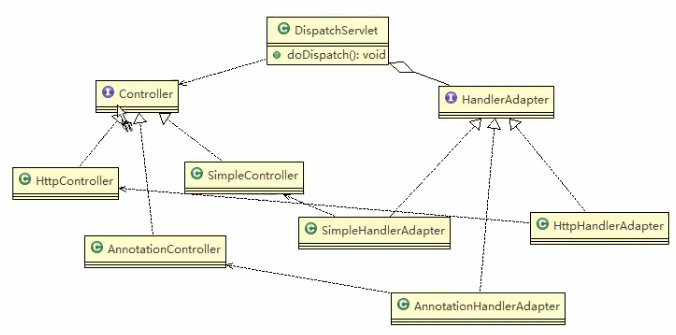 C DispatchServlet
doDispatch(): void
I Controller
I HandlerAdapter
C HttpController
C SimpleController
C SimpleHandlerAdapter
C HttpHandlerAdapter
C AnnotationController
C AnnotationHandlerAdapter